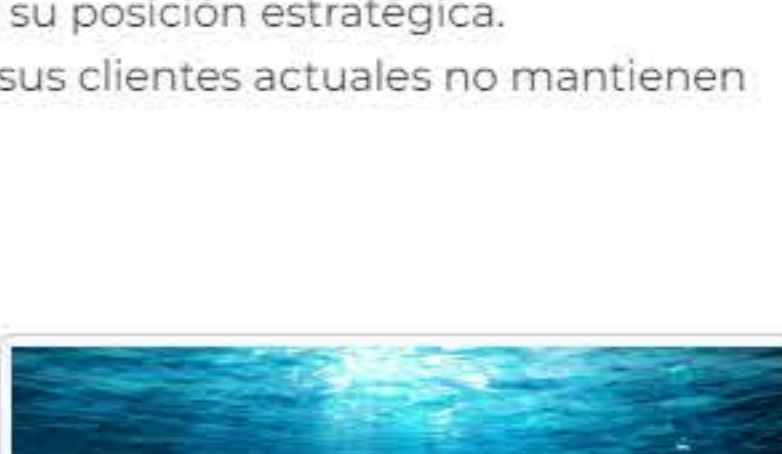 su posición estratégica.
sus clientes actuales no mantienen